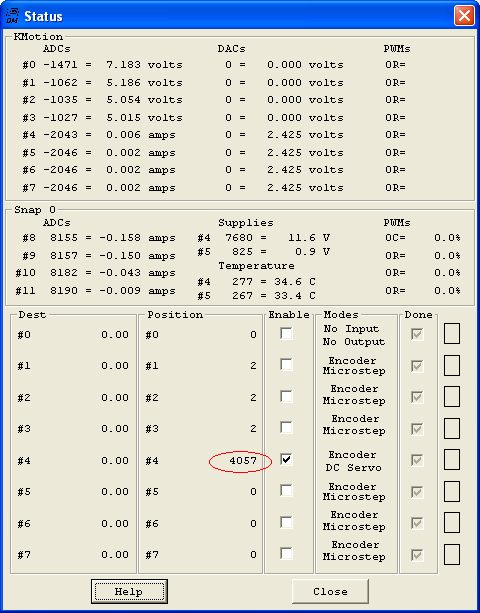 Status
KMotion
ADCs DACs PWMs
#0 -1471 = 7.183 volts 0 = 0.000 volts 0R=
#1 -1062 = 5.186 volts 0 = 0.000 volts 0R=
#2 -1035 = 5.054 volts 0 = 0.000 volts 0R=
#3 -1027 = 5.015 volts 0 = 0.000 volts 0R=
#4 -2043 = 0.006 amps 0 = 2.425 volts 0R=
#5 -2046 = 0.002 amps 0 = 2.425 volts 0R=
#6 -2046 = 0.002 amps 0 = 2.425 volts 0R=
#7 -2046 = 0.002 amps 0 = 2.425 volts 0R=
Snap 0
ADCs Supplies PWMs
#8 8155 = -0.158 amps #4 7680 = 11.6 V 0C= 0.0%
#9 8157 = -0.150 amps #5 825 = 0.9 V 0R= 0.0%
Temperature
#10 8182 = -0.043 amps #4 277 = 34.6 C 0R= 0.0%
#11 8190 = -0.009 amps #5 267 = 33.4 C 0R= 0.0%
Dest Position Enable Modes Done
#0 0.00 #0 0 No Input
No Output
#1 0.00 #1 2 Encoder
Microstep
#2 0.00 #2 2 Encoder
Microstep
#3 0.00 #3 2 Encoder
Microstep
#4 0.00 #4 4057 Encoder
DC Servo
#5 0.00 #5 0 Encoder
Microstep
#6 0.00 #6 0 Encoder
Microstep
#7 0.00 #7 0 Encoder
Microstep
Help Close